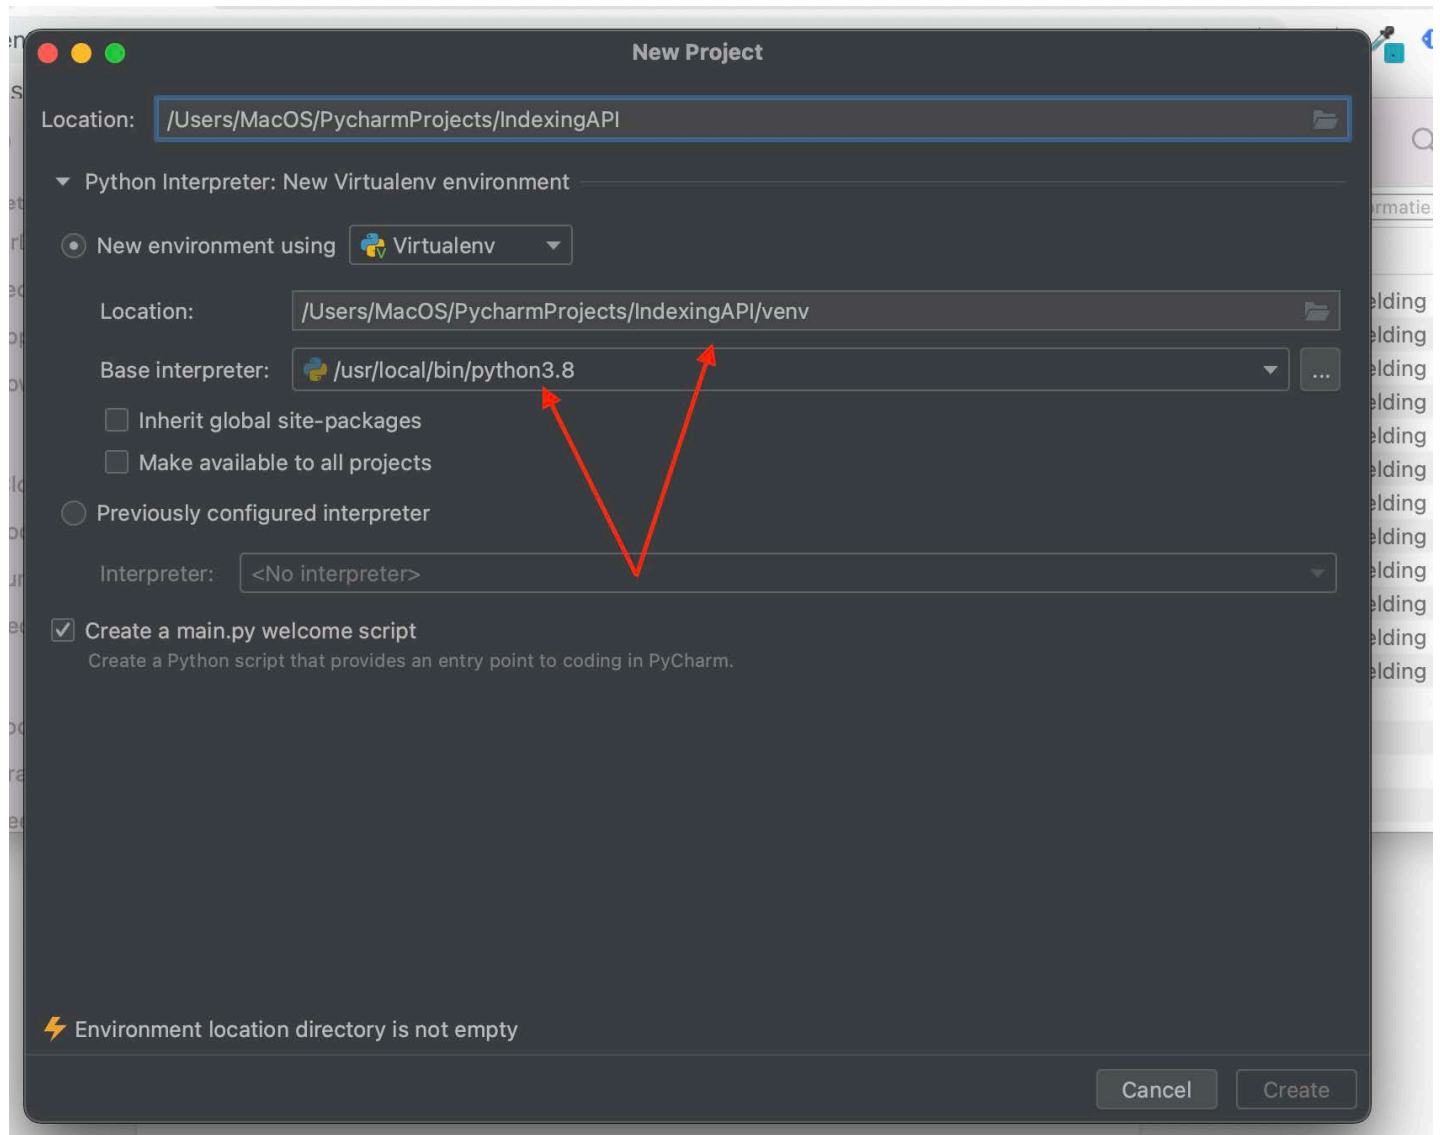 New Project
Location: /Users/MacOS/PycharmProjects/IndexingAPI
Python Interpreter: New Virtualenv environment
New environment using Virtualenv
Location: /Users/MacOS/PycharmProjects/IndexingAPI/venv
Base interpreter: /usr/local/bin/python3.8 ...
Inherit global site-packages
Make available to all projects
Previously configured interpreter
Interpreter: <No interpreter>
Create a main.py welcome script
Create a Python script that provides an entry point to coding in PyCharm.
Environment location directory is not empty
Cancel Create